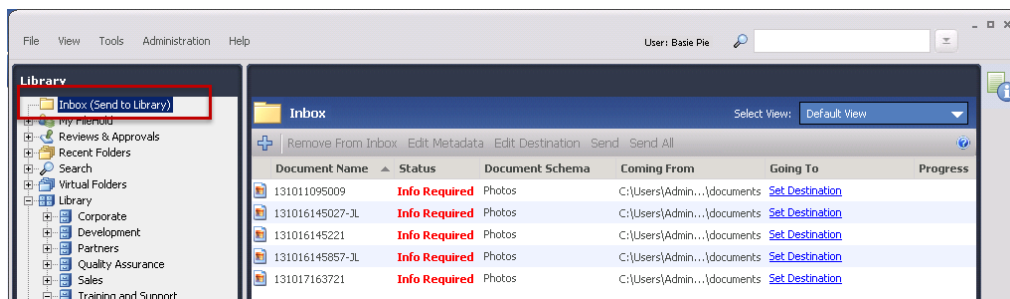 File View Tools Administration Help User: Basie Pie
Library
Inbox (Send to Library)
My FileHold
Reviews & Approvals
Recent Folders
Search
Virtual Folders
Library
Corporate
Development
Partners
Quality Assurance
Sales
Training and Support
Inbox Select View: Default View
Remove From Inbox Edit Metadata Edit Destination Send Send All
Document Name Status Document Schema Coming From Going To Progress
131011095009 Info Required Photos C:\Users\Admin...\documents Set Destination
131016145027-JL Info Required Photos C:\Users\Admin...\documents Set Destination
131016145221 Info Required Photos C:\Users\Admin...\documents Set Destination
131016145857-JL Info Required Photos C:\Users\Admin...\documents Set Destination
131017163721 Info Required Photos C:\Users\Admin...\documents Set Destination